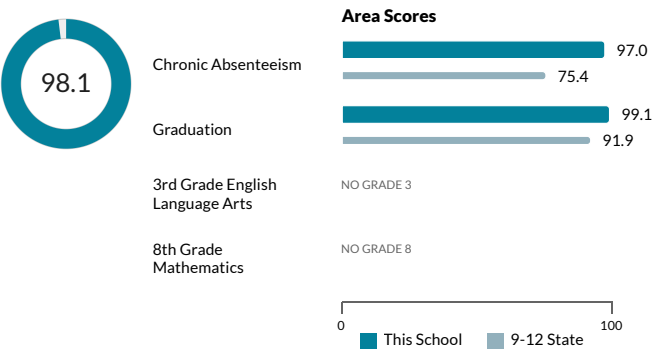 Area Scores
98.1
Chronic Absenteeism
97.0
75.4
Graduation
99.1
91.9
3rd Grade English
Language Arts
NO GRADE 3
8th Grade
Mathematics
NO GRADE 8
0
100
This School
9-12 State